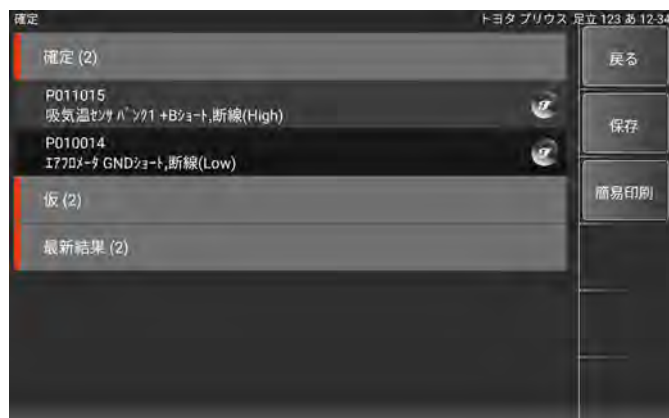 確定
トヨタ プリウス 足立 123 あ 12-34
確定 (2)
戻る
P011015
吸気温ｾﾝｻ ﾊﾞﾝｸ1 +Bｼｮｰﾄ,断線(High)
保存
P010014
ｴｱﾌﾛﾒｰﾀ GNDｼｮｰﾄ,断線(Low)
仮 (2)
簡易印刷
最新結果 (2)